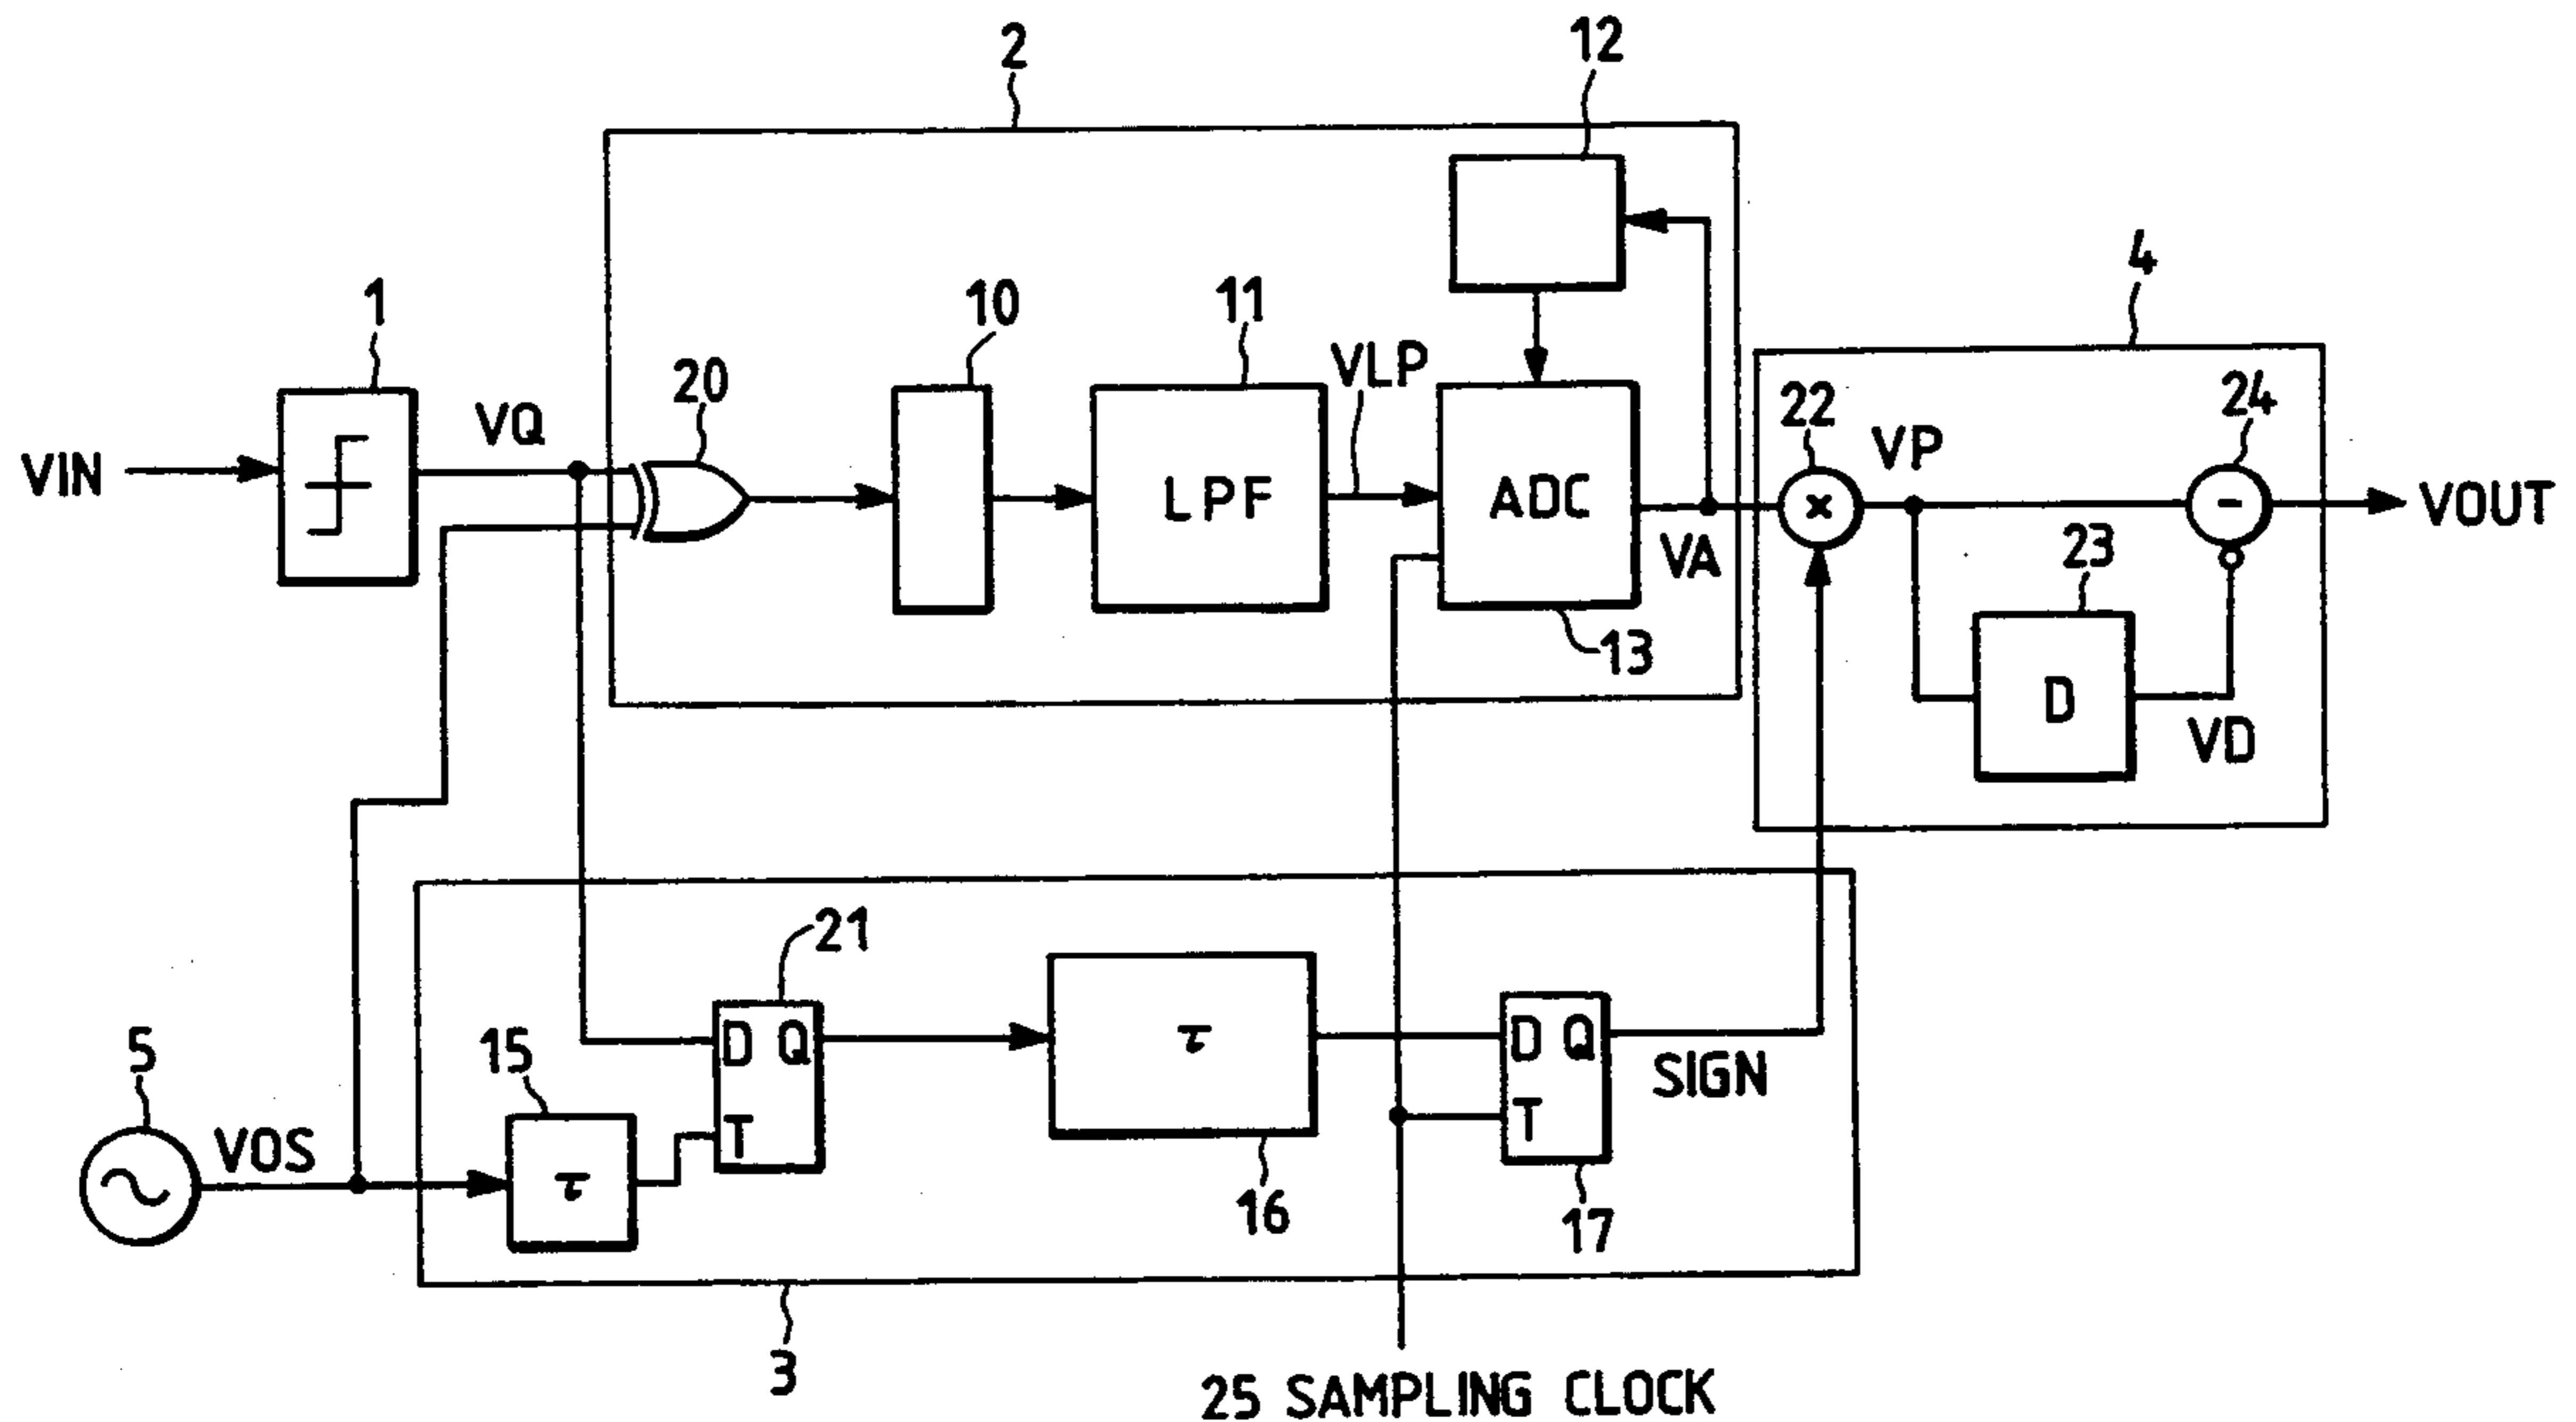 2
12
4
1
10
11
VLP
20
22
VP
24
VQ
VIN
LPF
ADC
×
-
VOUT
VA
23
13
D
VD
21
5
15
D Q
T
τ
D Q
T
SIGN
VOS
τ
16
17
3
25 SAMPLING CLOCK